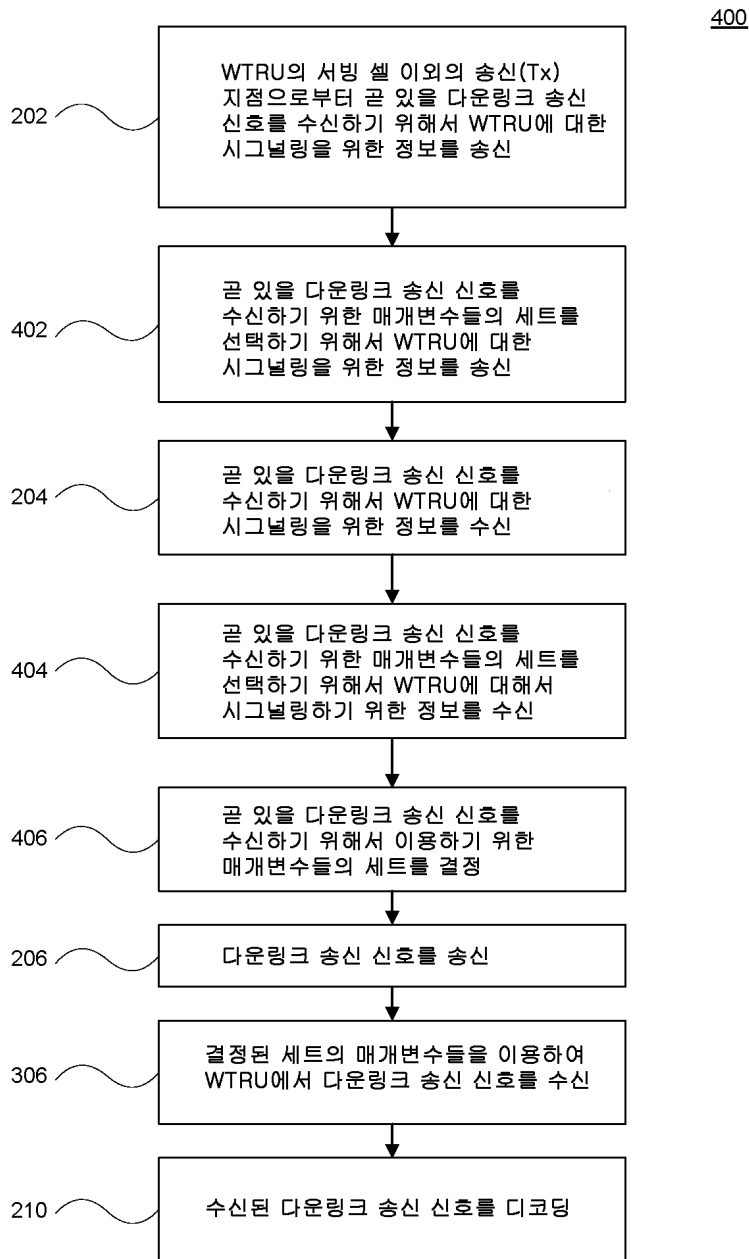 400
202
WTRU의 서빙 셀 이외의 송신(Tx)
지점으로부터 곧 있을 다운링크 송신
신호를 수신하기 위해서 WTRU에 대한
시그널링을 위한 정보를 송신
402
곧 있을 다운링크 송신 신호를
수신하기 위한 매개변수들의 세트를
선택하기 위해서 WTRU에 대한
시그널링을 위한 정보를 송신
204
곧 있을 다운링크 송신 신호를
수신하기 위해서 WTRU에 대한
시그널링을 위한 정보를 수신
404
곧 있을 다운링크 송신 신호를
수신하기 위한 매개변수들의 세트를
선택하기 위해서 WTRU에 대해서
시그널링하기 위한 정보를 수신
406
곧 있을 다운링크 송신 신호를
수신하기 위해서 이용하기 위한
매개변수들의 세트를 결정
206
다운링크 송신 신호를 송신
306
결정된 세트의 매개변수들을 이용하여
WTRU에서 다운링크 송신 신호를 수신
210
수신된 다운링크 송신 신호를 디코딩